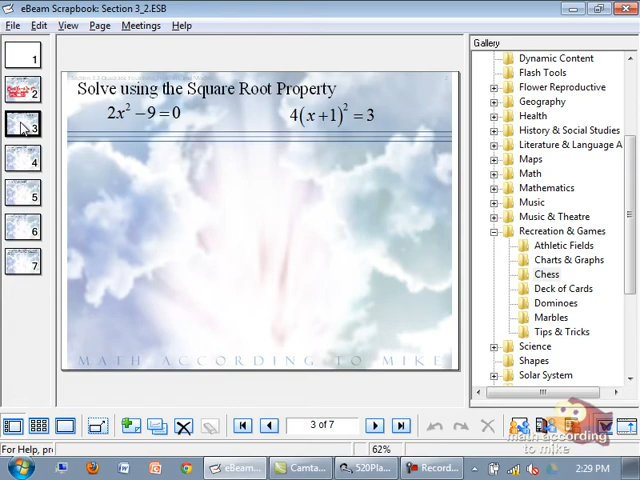 eBeam Scrapbook: Section 3_2.ESB
File Edit View Page Meetings Help
1
2
3
4
5
6
7
Solve using the Square Root Property
2x² − 9 = 0
4(x + 1)² = 3
MATH ACCORDING TO MIKE
Gallery
Dynamic Content
Flash Tools
Flower Reproductive
Geography
Health
History & Social Studies
Literature & Language A
Maps
Math
Mathematics
Music
Music & Theatre
Recreation & Games
Athletic Fields
Charts & Graphs
Chess
Deck of Cards
Dominoes
Marbles
Tips & Tricks
Science
Shapes
Solar System
3 of 7
math according
to mike
For Help, pre
62%
eBeam...
Camta...
520Pla...
Record...
2:29 PM